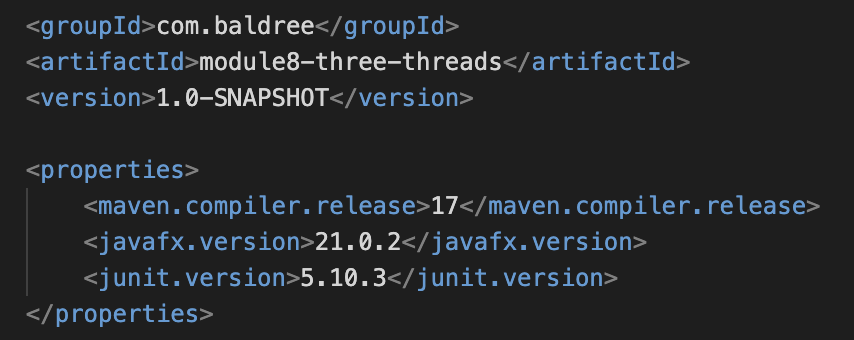 <groupId>com.baldree</groupId>
<artifactId>module8-three-threads</artifactId>
<version>1.0-SNAPSHOT</version>
<properties>
<maven.compiler.release>17</maven.compiler.release>
<javafx.version>21.0.2</javafx.version>
<junit.version>5.10.3</junit.version>
</properties>